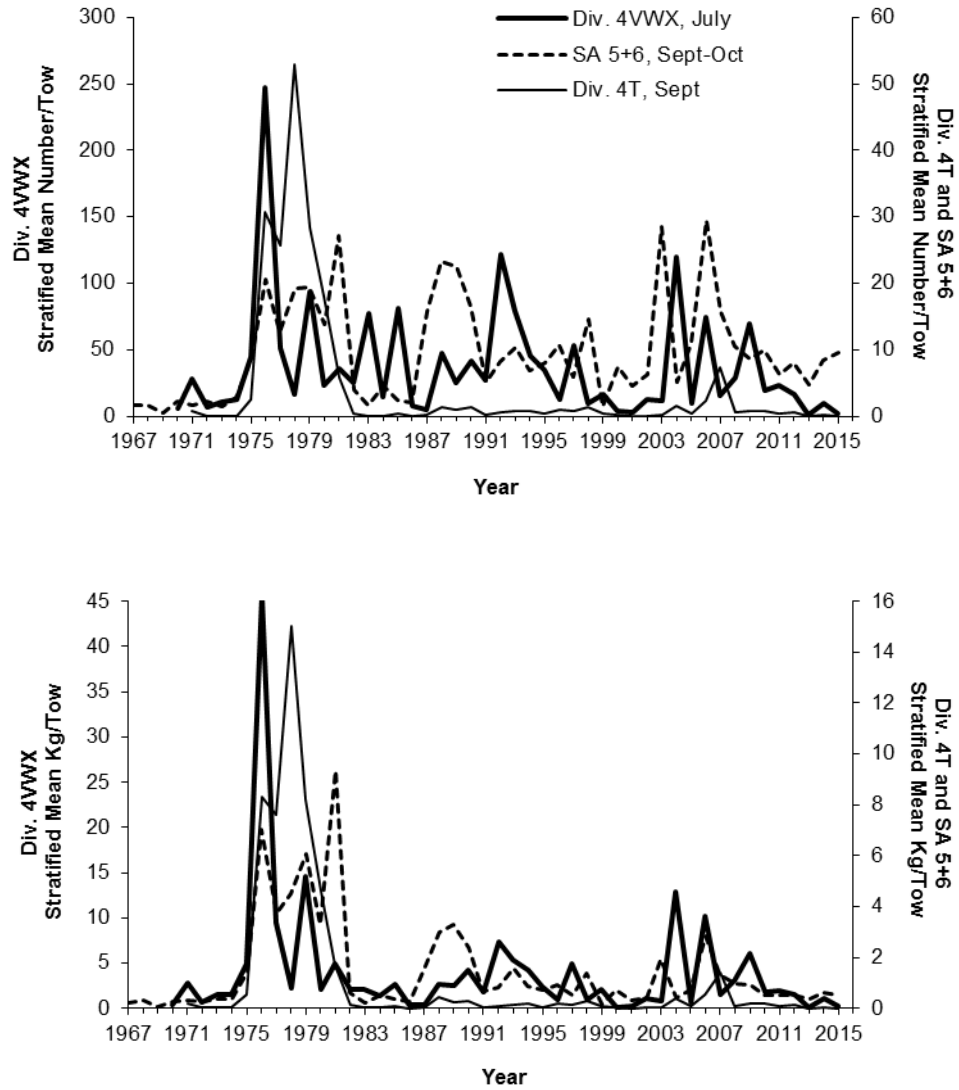 Div. 4VWX, July
SA 5+6, Sept-Oct
Div. 4T, Sept
300
250
200
150
100
50
0
60
50
40
30
20
10
0
Div. 4VWX
Stratified Mean Number/Tow
Div. 4T and SA 5+6
Stratified Mean Number/Tow
1967 1971 1975 1979 1983 1987 1991 1995 1999 2003 2007 2011 2015
Year
45
40
35
30
25
20
15
10
5
0
16
14
12
10
8
6
4
2
0
Div. 4VWX
Stratified Mean Kg/Tow
Div. 4T and SA 5+6
Stratified Mean Kg/Tow
1967 1971 1975 1979 1983 1987 1991 1995 1999 2003 2007 2011 2015
Year